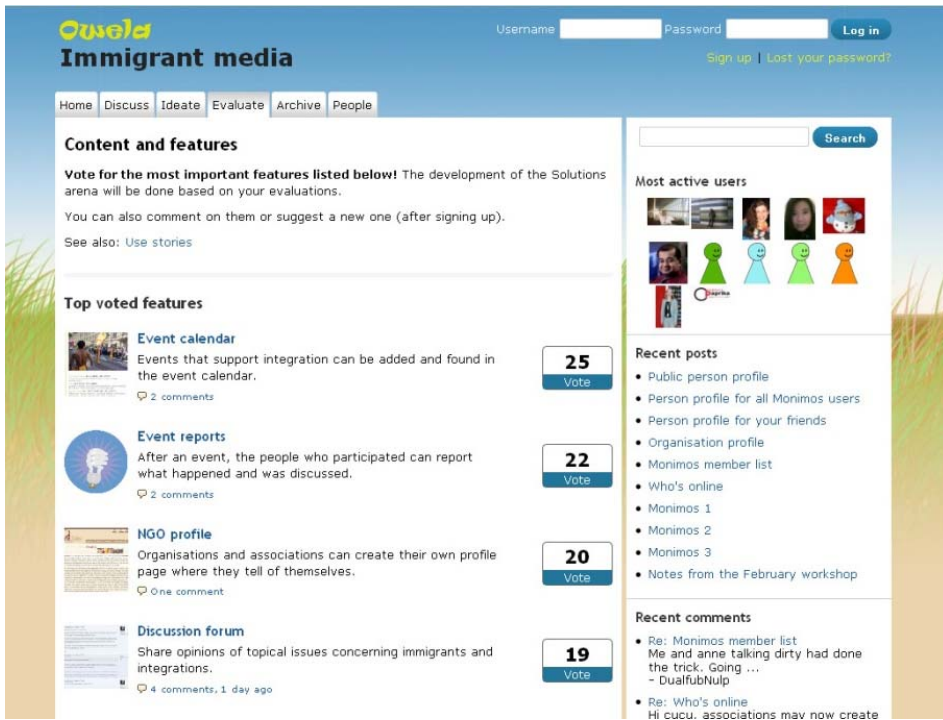 Owela
Immigrant media
Username
Password
Log in
Sign up | Lost your password?
Home Discuss Ideate Evaluate Archive People
Content and features
Vote for the most important features listed below! The development of the Solutions
arena will be done based on your evaluations.
You can also comment on them or suggest a new one (after signing up).
See also: Use stories
Top voted features
Event calendar
Events that support integration can be added and found in
the event calendar.
2 comments
25
Vote
Event reports
After an event, the people who participated can report
what happened and was discussed.
2 comments
22
Vote
NGO profile
Organisations and associations can create their own profile
page where they tell of themselves.
One comment
20
Vote
Discussion forum
Share opinions of topical issues concerning immigrants and
integrations.
4 comments, 1 day ago
19
Vote
Search
Most active users
paprika
Recent posts
• Public person profile
• Person profile for all Monimos users
• Person profile for your friends
• Organisation profile
• Monimos member list
• Who's online
• Monimos 1
• Monimos 2
• Monimos 3
• Notes from the February workshop
Recent comments
• Re: Monimos member list
Me and anne talking dirty had done
the trick. Going ...
- DualfubNulp
• Re: Who's online
Hi cucu, associations may now create